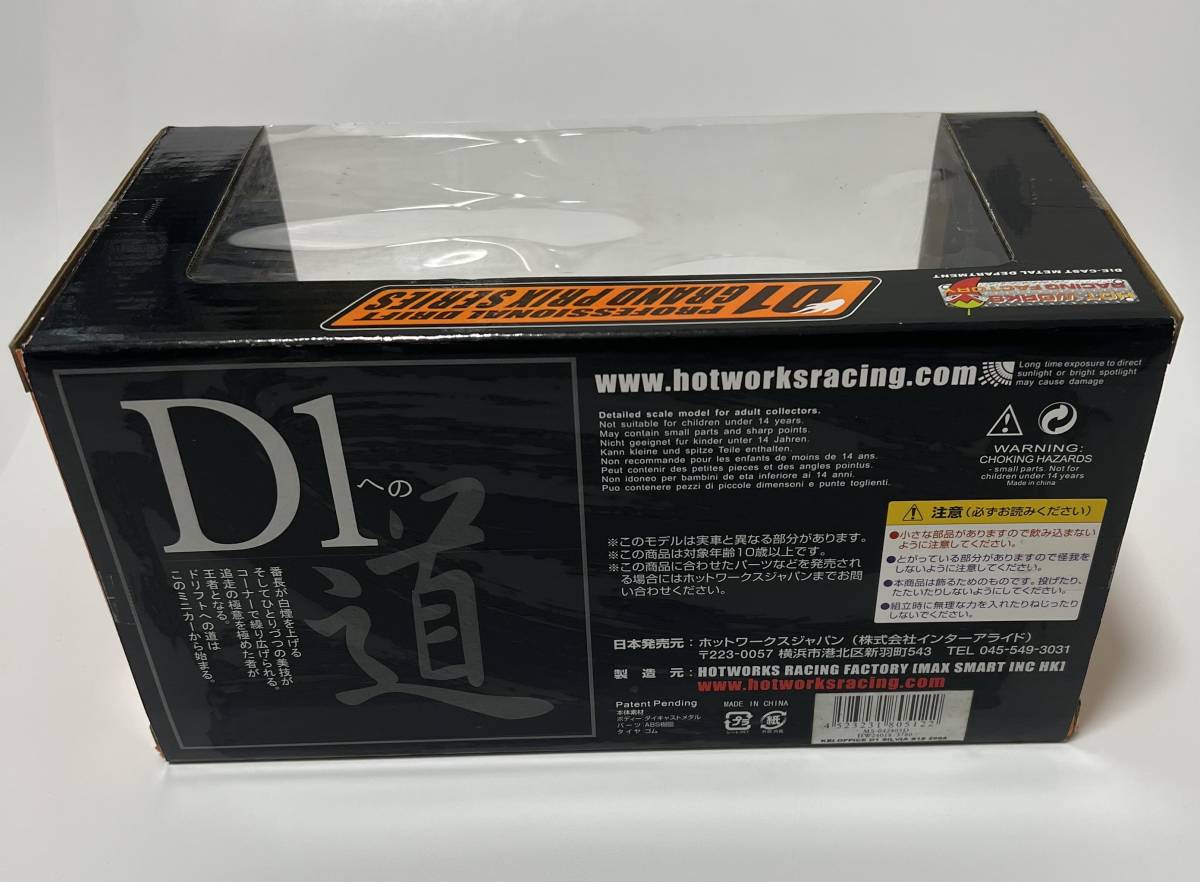 D1
PROFESSIONAL DRIFT
GRAND PRIX SERIES
HOT WORKS
RACING FACTORY
DIE-CAST METAL DEPARTMENT
D1
への
道
番長が白煙を上げる
そしてひとりづつの美技が
コーナーで繰り広げられる。
追走の極意を極めた者が
王者となる。
ドリフトへの道は
このミニカーから始まる。
www.hotworksracing.com
Long time exposure to direct
sunlight or bright spotlight
may cause damage
Detailed scale model for adult collectors.
Not suitable for children under 14 years.
May contain small parts and sharp points.
Nicht geeignet fur kinder unter 14 Jahren.
Kann kleine und spitze Teile enthalten.
Non recommande pour les enfants de moins de 14 ans.
Peut contenir des petites pieces et des angles pointus.
Non idoneo per bambini de eta inferiore ai 14 anni.
Puo contenere pezzi di piccole dimensoni e punte toglienti.
WARNING:
CHOKING HAZARDS
- small parts. Not for
children under 14 years
Made in china
※このモデルは実車と異なる部分があります。
※この商品は対象年齢10歳以上です。
※この商品に合わせたパーツなどを発売され
る場合にはホットワークスジャパンまでお問
い合わせください。
注意(必ずお読みください)
●小さな部品がありますので飲み込まない
ように注意してください。
●とがっている部分がありますので怪我を
しないように注意してください。
●本商品は飾るためのものです。投げたり、
たたいたりしないようにしてください。
●組立時に無理な力を入れたりねじったり
しないでください。
日本発売元:ホットワークスジャパン(株式会社インターアライド)
〒223-0057 横浜市港北区新羽町543 TEL 045-549-3031
製造元:HOTWORKS RACING FACTORY [MAX SMART INC HK]
www.hotworksracing.com
Patent Pending
本体素材
ボディー ダイキャストメタル
パーツ ABS樹脂
タイヤ ゴム
MADE IN CHINA
プラ
紙
4523231805122
KEI OFFICE D1 SILVIA S15 2004